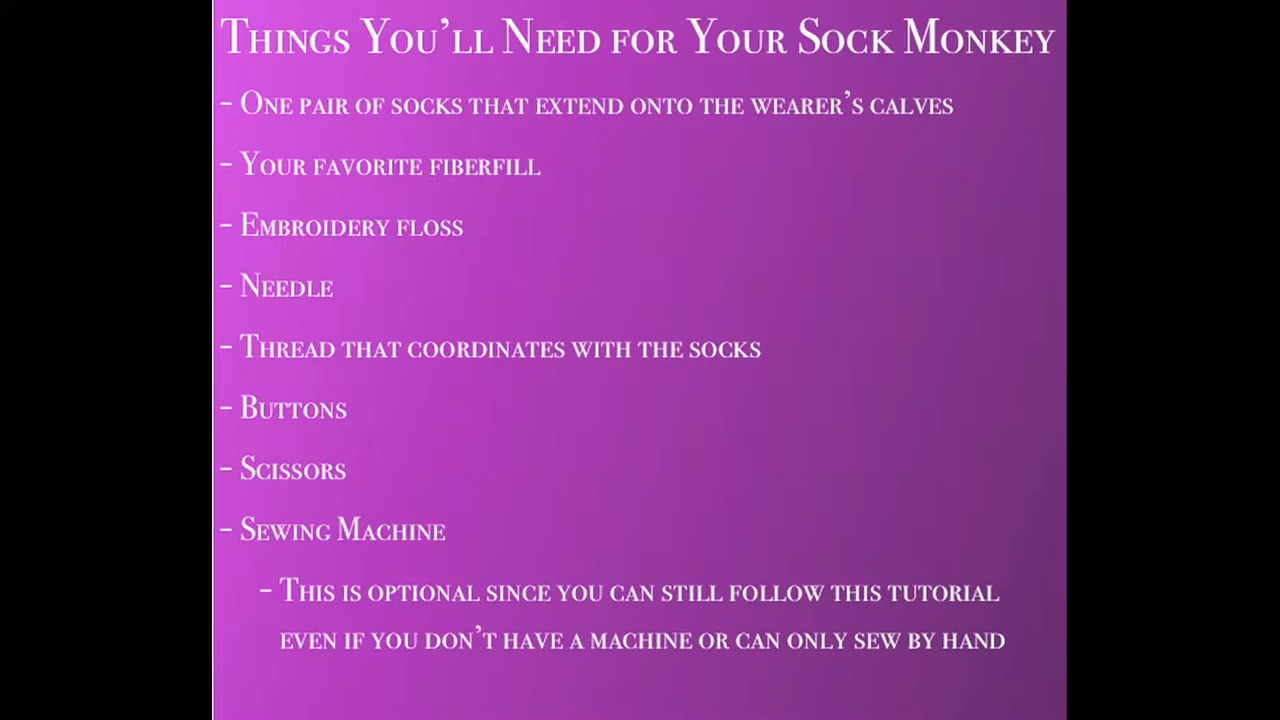 Things You'll Need for Your Sock Monkey
- One pair of socks that extend onto the wearer's calves
- Your favorite fiberfill
- Embroidery floss
- Needle
- Thread that coordinates with the socks
- Buttons
- Scissors
- Sewing Machine
- This is optional since you can still follow this tutorial
even if you don't have a machine or can only sew by hand